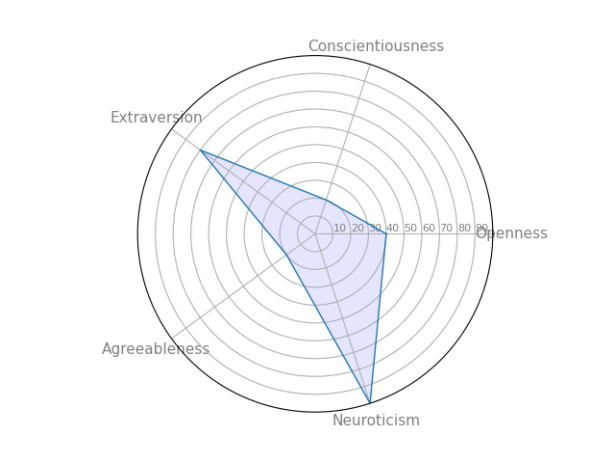 Conscientiousness
Extraversion
10 20 30 40 50 60 70 80 90
Openness
Agreeableness
Neuroticism